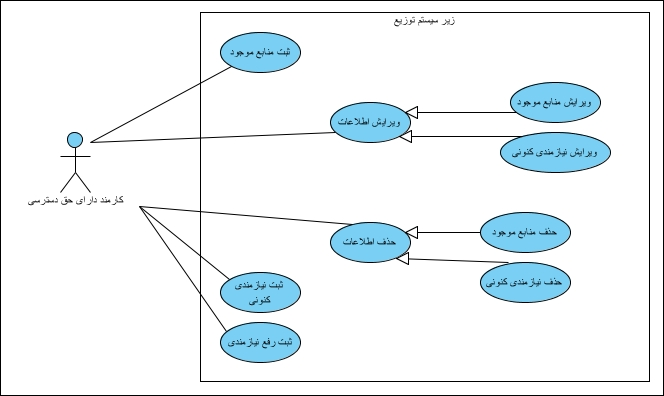 زیر سیستم توزیع
ثبت منابع موجود
ویرایش منابع موجود
ویرایش اطلاعات
ویرایش نیازمندی کنونی
کارمند دارای حق دسترسی
حذف منابع موجود
حذف اطلاعات
حذف نیازمندی کنونی
ثبت نیازمندی
کنونی
ثبت رفع نیازمندی